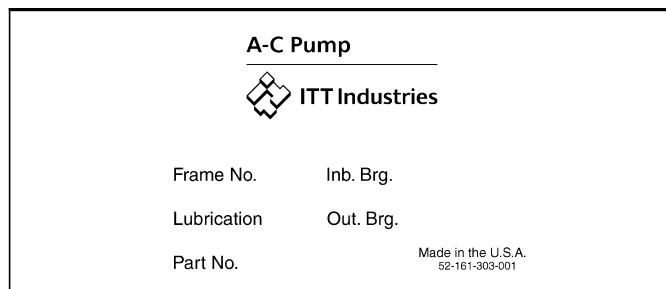 A-C Pump
ITT Industries
Frame No. Inb. Brg.
Lubrication Out. Brg.
Part No. Made in the U.S.A.
52-161-303-001